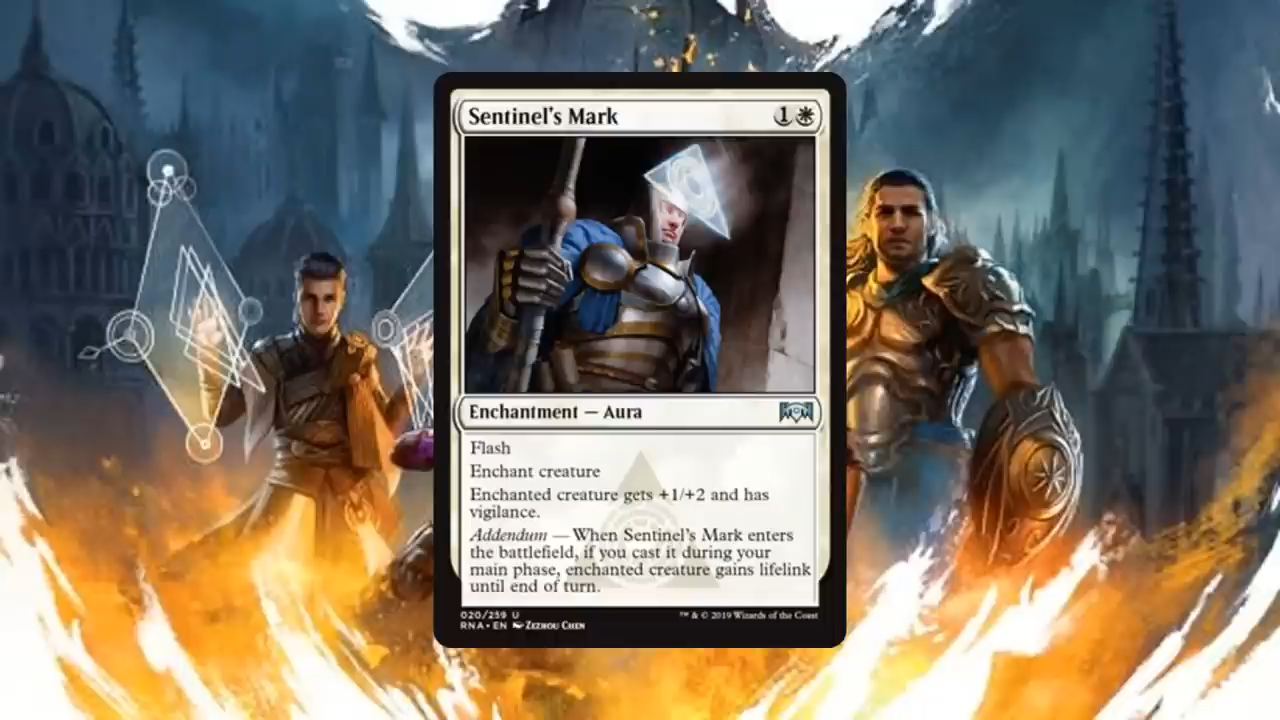 Sentinel's Mark 1
Enchantment — Aura
Flash
Enchant creature
Enchanted creature gets +1/+2 and has
vigilance.
Addendum — When Sentinel's Mark enters
the battlefield, if you cast it during your
main phase, enchanted creature gains lifelink
until end of turn.
020/259 U
RNA • EN Zezhou Chen
™ & © 2019 Wizards of the Coast